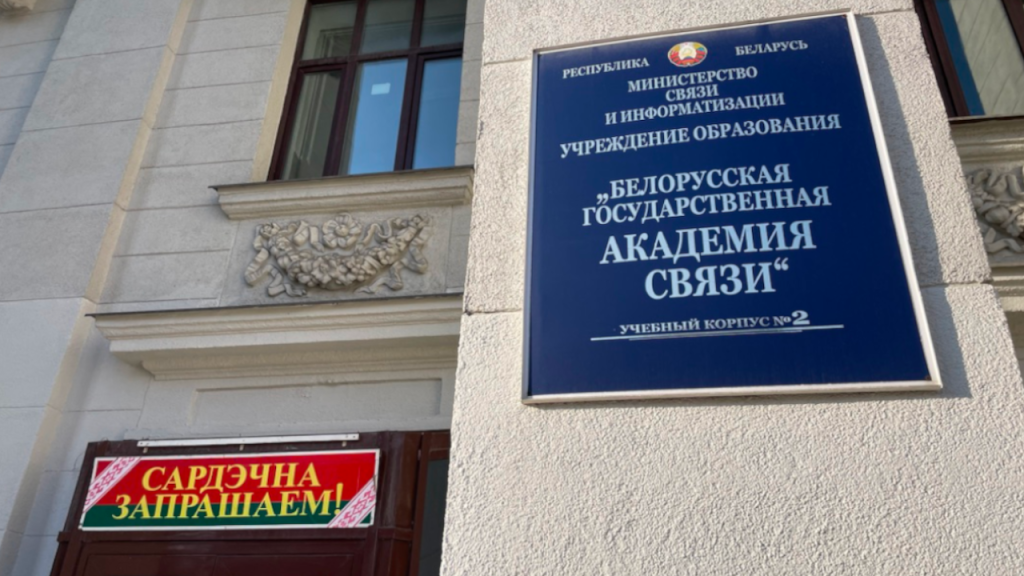 РЕСПУБЛИКА БЕЛАРУСЬ
МИНИСТЕРСТВО
СВЯЗИ
И ИНФОРМАТИЗАЦИИ
УЧРЕЖДЕНИЕ ОБРАЗОВАНИЯ
„БЕЛОРУССКАЯ
ГОСУДАРСТВЕННАЯ
АКАДЕМИЯ
СВЯЗИ“
УЧЕБНЫЙ КОРПУС №2
САРДЭЧНА
ЗАПРАШАЕМ!